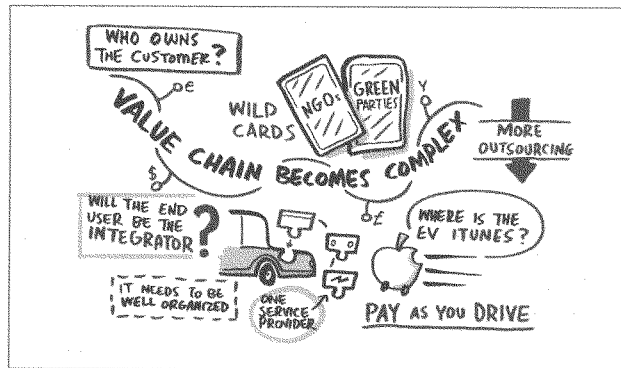 WHO OWNS
THE CUSTOMER?
€
VALUE CHAIN BECOMES COMPLEX
WILD
CARDS
NGOs
GREEN
PARTIES
Y
MORE
OUTSOURCING
$
£
WILL THE END
USER BE THE
INTEGRATOR?
WHERE IS THE
EV ITUNES?
IT NEEDS TO BE
WELL ORGANIZED
ONE
SERVICE
PROVIDER
PAY AS YOU DRIVE